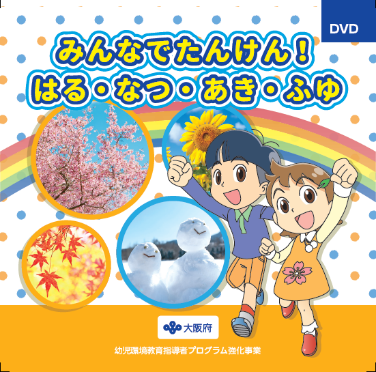 DVD
みんなでたんけん！
はる・なつ・あき・ふゆ
大阪府
幼児環境教育指導者プログラム強化事業